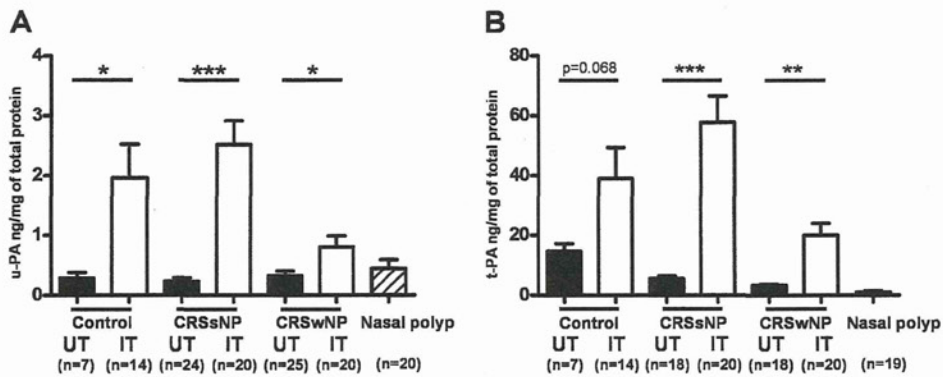 A
u-PA ng/mg of total protein
4
3
2
1
0
* *** *
Control CRSsNP CRSwNP Nasal polyp
UT IT UT IT UT IT
(n=7) (n=14) (n=24) (n=20) (n=25) (n=20) (n=20)
B
t-PA ng/mg of total protein
80
60
40
20
0
p=0.068 *** **
Control CRSsNP CRSwNP Nasal polyp
UT IT UT IT UT IT
(n=7) (n=14) (n=18) (n=20) (n=18) (n=20) (n=19)